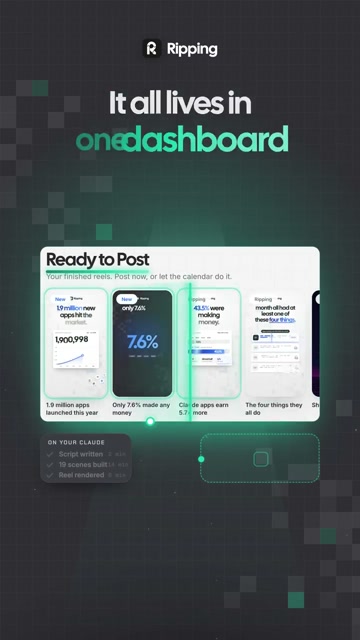 Ripping
It all lives in
one dashboard
Ready to Post
Your finished reels. Post now, or let the calendar do it.
New
1.9 million new
apps hit the
market.
1,900,998
1.9 million apps
launched this year
New
only 7.6%
7.6%
Only 7.6% made any
money
Ripping
43.5% were
making
money.
Claude apps earn
5.7 more
Ripping
month all had at
least one of
these four things.
The four things they
all do
Sh
ON YOUR CLAUDE
Script written
19 scenes built
Reel rendered